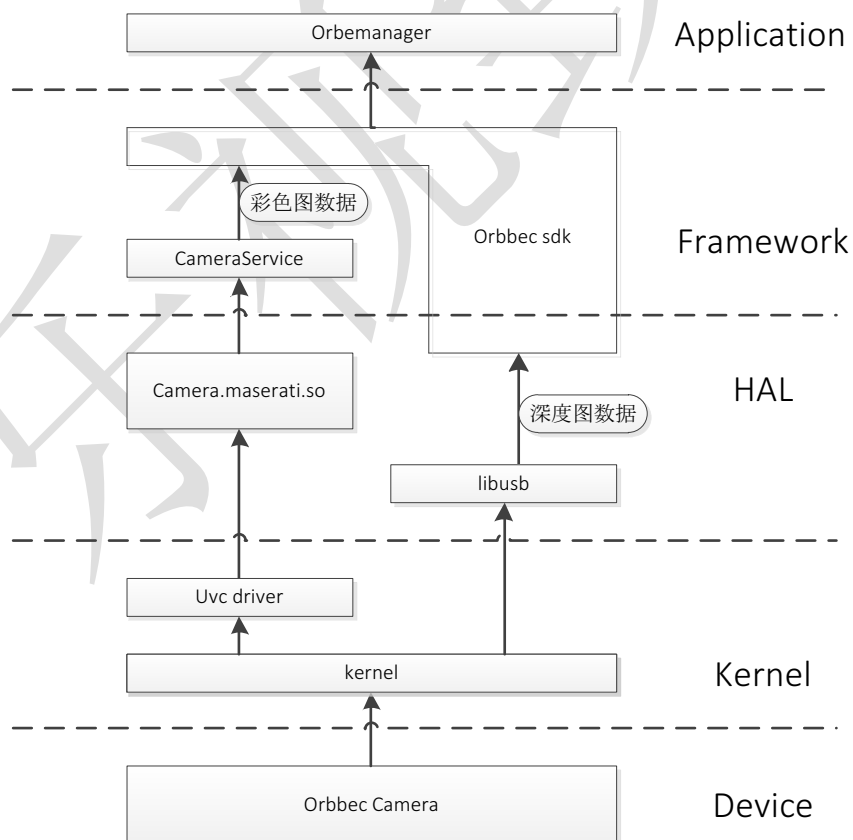 Orbemanager
Application
彩色图数据
Orbbec sdk
CameraService
Framework
Camera.maserati.so
HAL
深度图数据
libusb
Uvc driver
kernel
Kernel
Orbbec Camera
Device